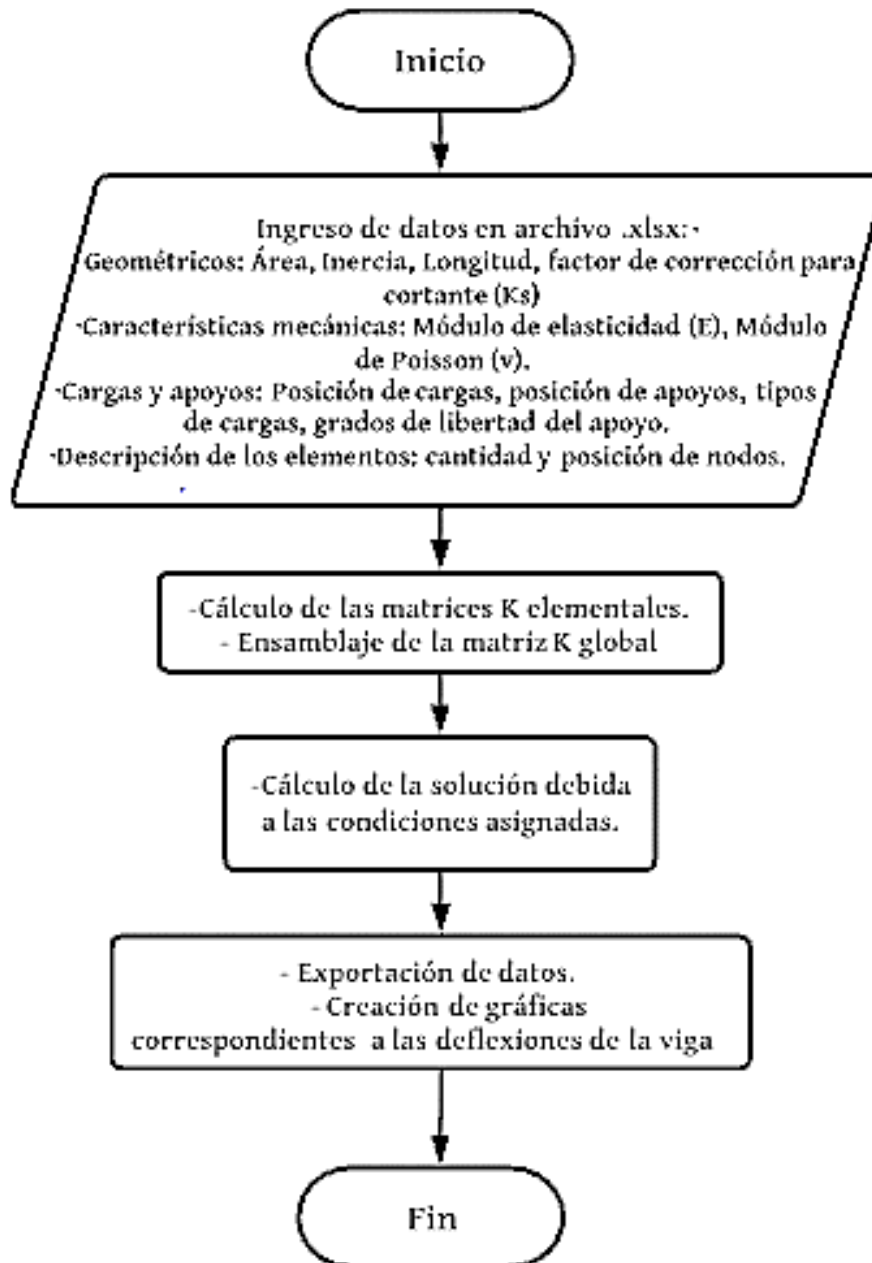 Inicio
Ingreso de datos en archivo .xlsx:-
Geométricos: Área, Inercia, Longitud, factor de corrección para
cortante (Ks)
-Características mecánicas: Módulo de elasticidad (E), Módulo
de Poisson (v).
-Cargas y apoyos: Posición de cargas, posición de apoyos, tipos
de cargas, grados de libertad del apoyo.
-Descripción de los elementos: cantidad y posición de nodos.
-Cálculo de las matrices K elementales.
- Ensamblaje de la matriz K global
-Cálculo de la solución debida
a las condiciones asignadas.
- Exportación de datos.
- Creación de gráficas
correspondientes a las deflexiones de la viga
Fin